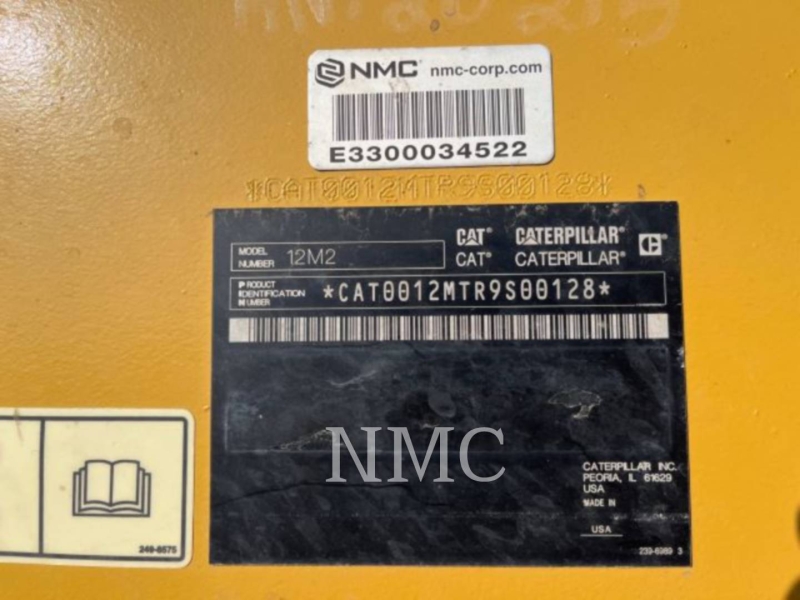 NMC nmc-corp.com
E3300034522
*CAT0012MTR9S00128*
CAT® CATERPILLAR®
MODEL NUMBER 12M2
CAT® CATERPILLAR®
PRODUCT IDENTIFICATION NUMBER *CAT0012MTR9S00128*
NMC
CATERPILLAR INC.
PEORIA, IL 61629
USA
MADE IN
USA
239-6989 3
249-8575